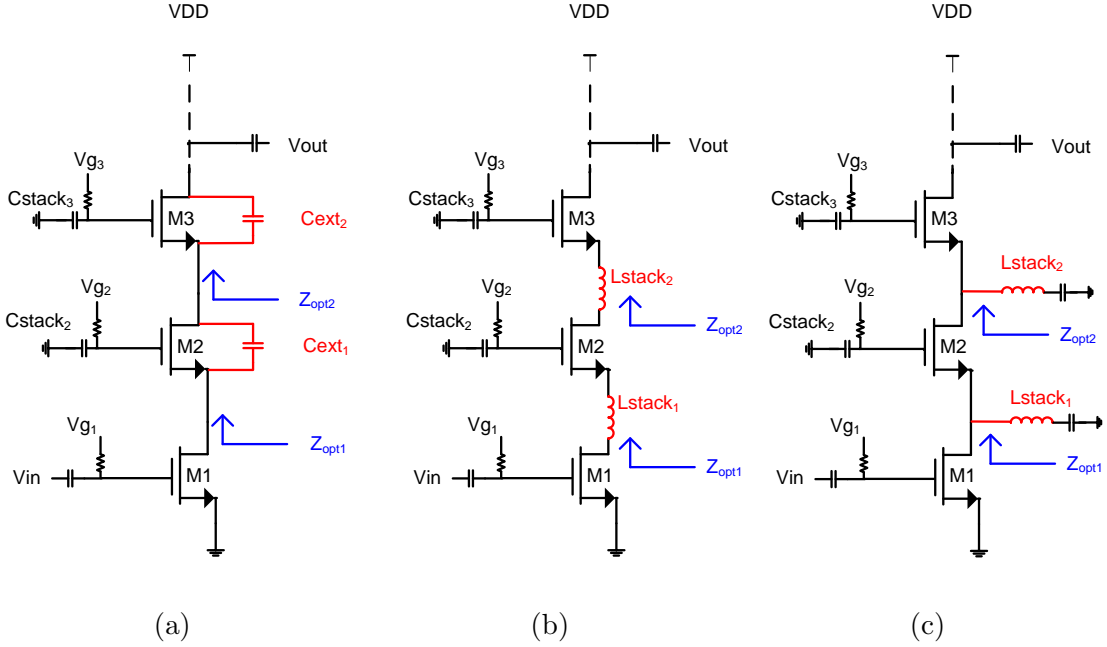 VDD
Vout
Vg3
Cstack3
M3
Cext2
Zopt2
Vg2
Cstack2
M2
Cext1
Zopt1
Vg1
Vin
M1
(a)
VDD
Vout
Vg3
Cstack3
M3
Lstack2
Zopt2
Vg2
Cstack2
M2
Lstack1
Zopt1
Vg1
Vin
M1
(b)
VDD
Vout
Vg3
Cstack3
M3
Lstack2
Zopt2
Vg2
Cstack2
M2
Lstack1
Zopt1
Vg1
Vin
M1
(c)